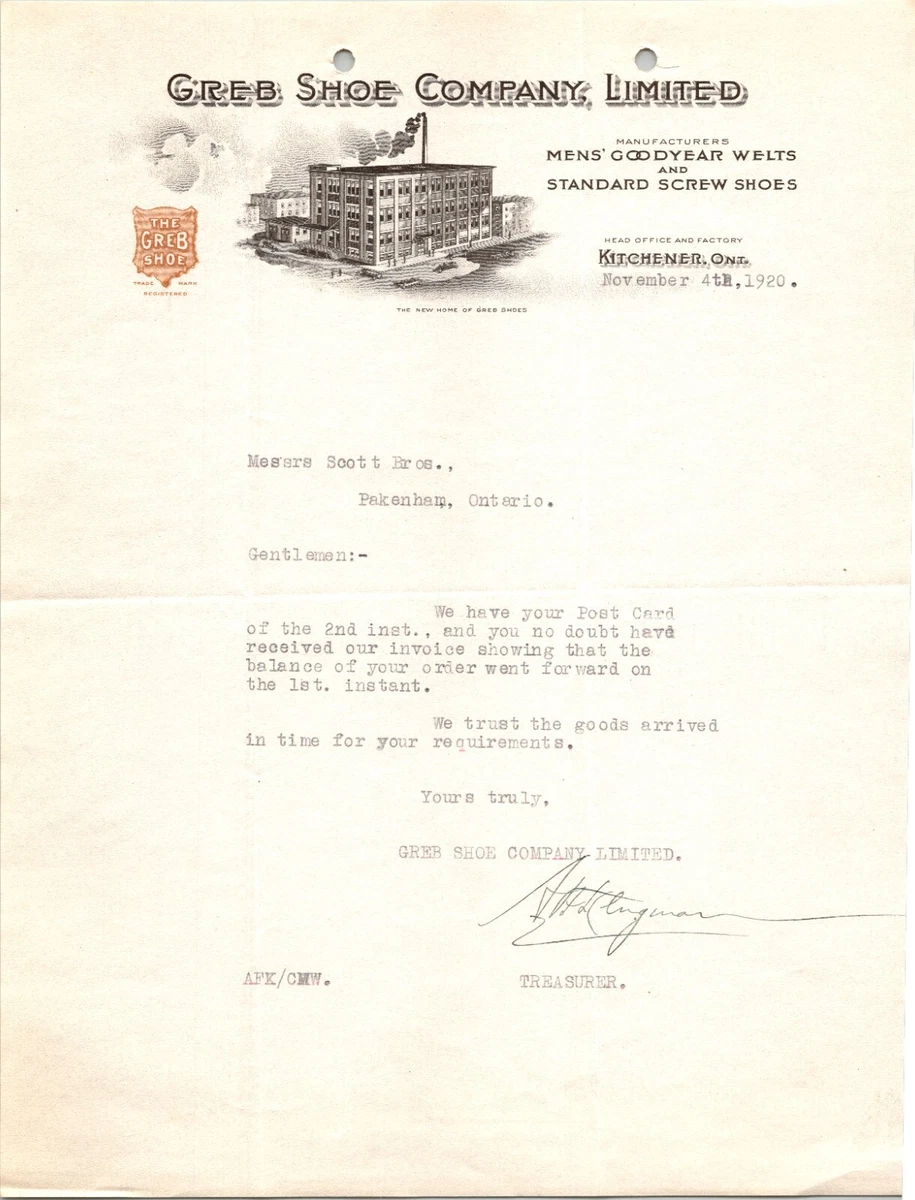 GREB SHOE COMPANY, LIMITED
MANUFACTURERS
MENS' GOODYEAR WELTS
AND
STANDARD SCREW SHOES
THE
GREB
SHOE
TRADE MARK
REGISTERED
HEAD OFFICE AND FACTORY
KITCHENER, ONT.
November 4th, 1920.
THE NEW HOME OF GREB SHOES
Messrs Scott Bros.,
Pakenham, Ontario.
Gentlemen:-
We have your Post Card
of the 2nd inst., and you no doubt have
received our invoice showing that the
balance of your order went forward on
the 1st. instant.
We trust the goods arrived
in time for your requirements.
Yours truly,
GREB SHOE COMPANY LIMITED.
AFK/CMW.
TREASURER.